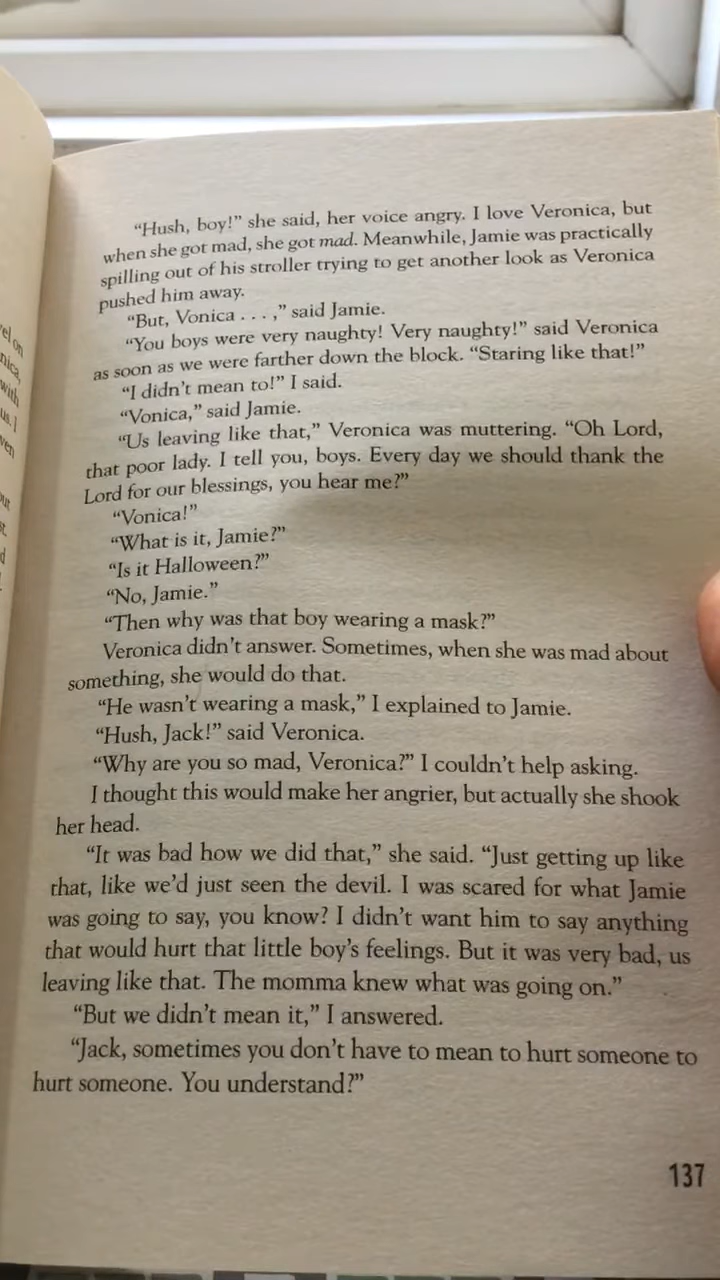 “Hush, boy!” she said, her voice angry. I love Veronica, but
when she got mad, she got mad. Meanwhile, Jamie was practically
spilling out of his stroller trying to get another look as Veronica
pushed him away.
“But, Vonica . . . ,” said Jamie.
“You boys were very naughty! Very naughty!” said Veronica
as soon as we were farther down the block. “Staring like that!”
“I didn’t mean to!” I said.
“Vonica,” said Jamie.
“Us leaving like that,” Veronica was muttering. “Oh Lord,
that poor lady. I tell you, boys. Every day we should thank the
Lord for our blessings, you hear me?”
“Vonica!”
“What is it, Jamie?”
“Is it Halloween?”
“No, Jamie.”
“Then why was that boy wearing a mask?”
Veronica didn’t answer. Sometimes, when she was mad about
something, she would do that.
“He wasn’t wearing a mask,” I explained to Jamie.
“Hush, Jack!” said Veronica.
“Why are you so mad, Veronica?” I couldn’t help asking.
I thought this would make her angrier, but actually she shook
her head.
“It was bad how we did that,” she said. “Just getting up like
that, like we’d just seen the devil. I was scared for what Jamie
was going to say, you know? I didn’t want him to say anything
that would hurt that little boy’s feelings. But it was very bad, us
leaving like that. The momma knew what was going on.”
“But we didn’t mean it,” I answered.
“Jack, sometimes you don’t have to mean to hurt someone to
hurt someone. You understand?”
137